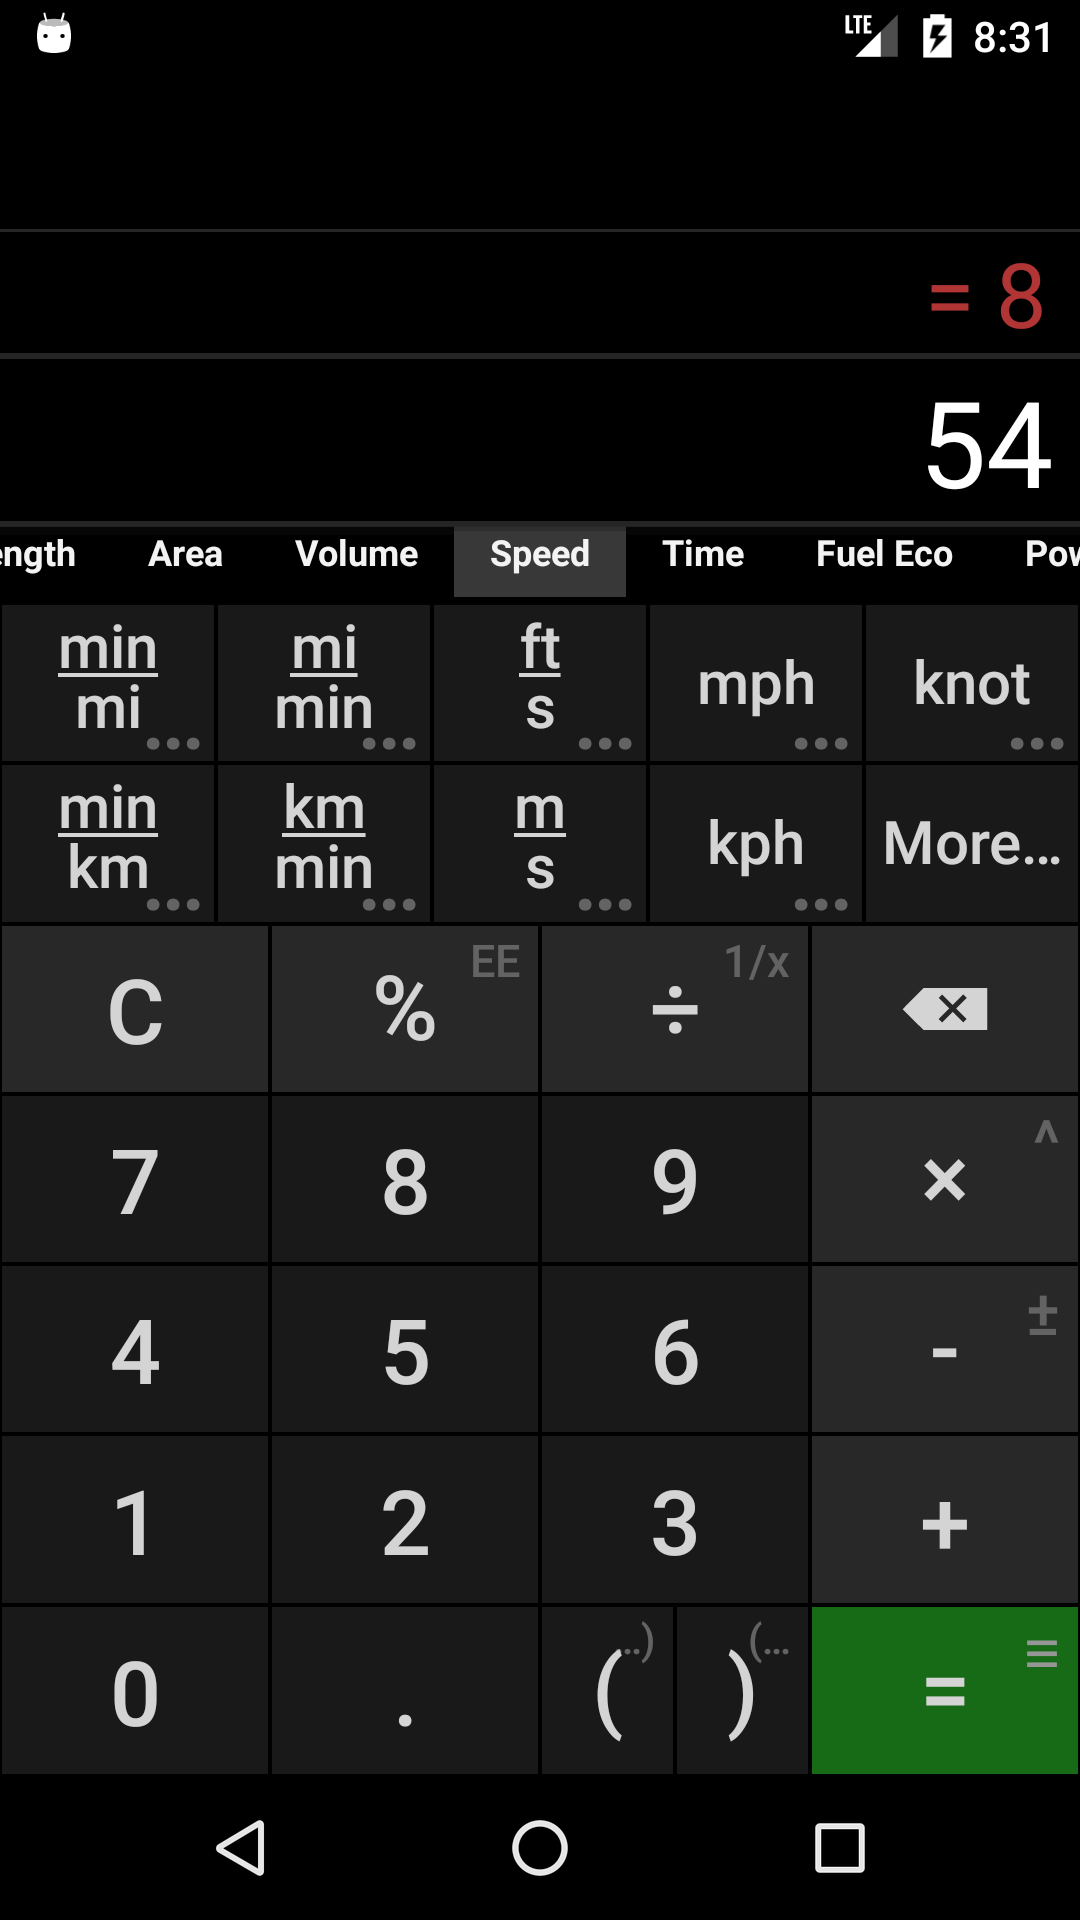 LTE 8:31
= 8
54
ength Area Volume Speed Time Fuel Eco Pow
min/mi mi/min ft/s mph knot
min/km km/min m/s kph More...
C % EE ÷ 1/x
7 8 9 × ^
4 5 6 - ±
1 2 3 +
0 . ( ..) ) (... =